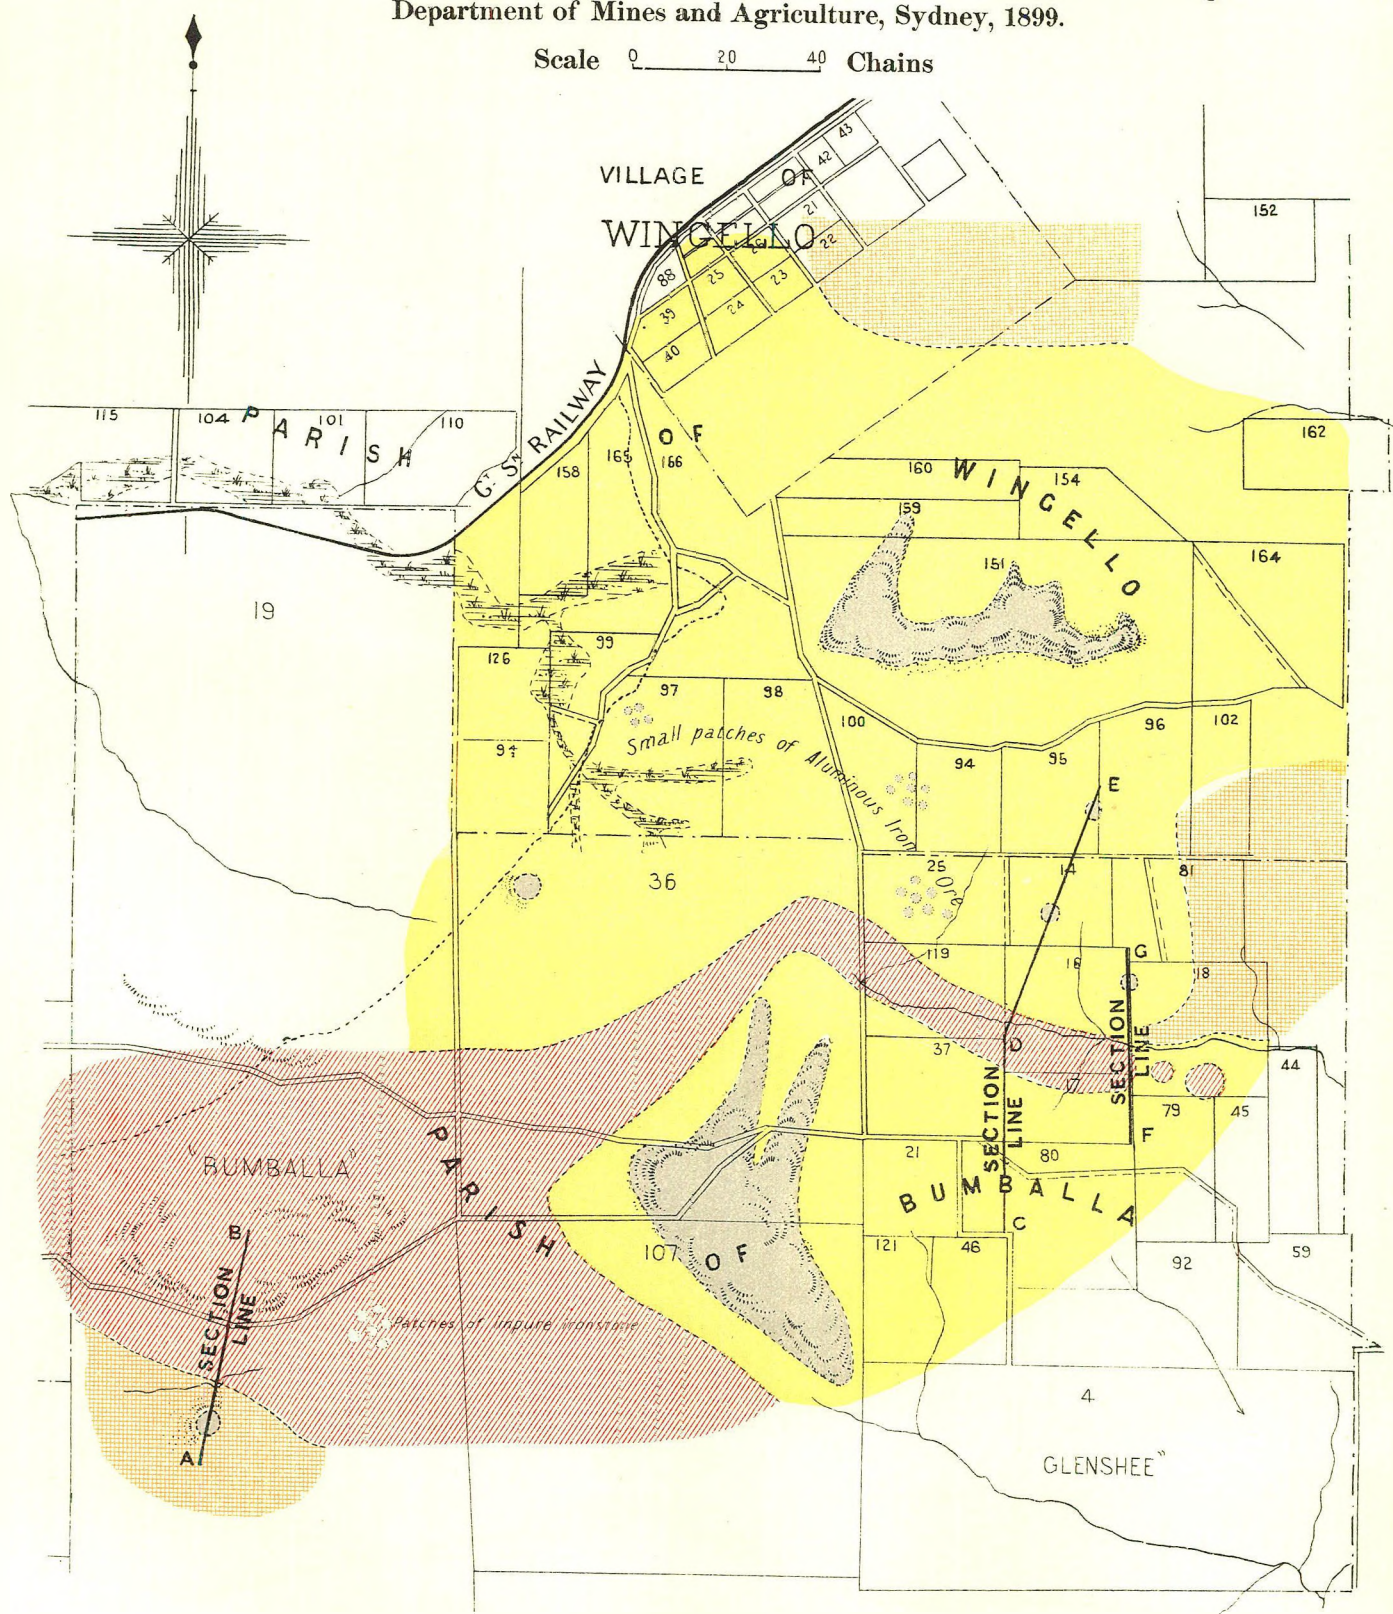 Department of Mines and Agriculture, Sydney, 1899.
Scale 0 20 40 Chains
VILLAGE OF
WINGELLO
43
42
21
22
20
25
23
24
88
39
40
152
162
G.T S.N RAILWAY
PARISH OF WINGELLO
115
104
101
110
158
165
166
160
154
159
151
164
19
126
99
97
98
100
94
94
95
96
102
Small patches of Aluminous Iron Ore
E
36
25
14
81
119
16
G
18
37
D
17
SECTION LINE
SECTION LINE
44
79
45
F
"BUMBALLA"
PARISH OF BUMBALLA
21
80
C
107
121
46
92
59
B
SECTION LINE
A
Patches of impure ironstone
4
GLENSHEE"